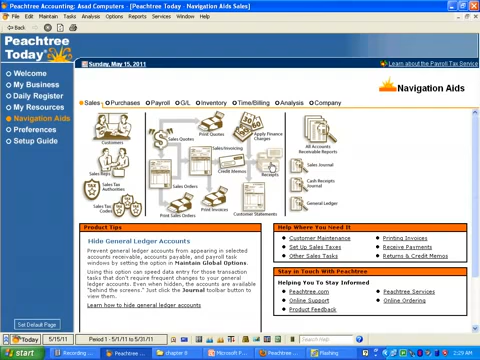 Peachtree Accounting: Asad Computers - [Peachtree Today - Navigation Aids Sales]
File Edit Maintain Tasks Analysis Options Reports Services Window Help
Back
Peachtree
Today
Sunday, May 15, 2011
Learn about the Payroll Tax Service
Welcome
My Business
Daily Register
My Resources
Navigation Aids
Preferences
Setup Guide
Navigation Aids
Sales Purchases Payroll G/L Inventory Time/Billing Analysis Company
Customers
Sales Reps
Sales Tax
Authorities
Sales Tax
Codes
Sales Quotes
Print Quotes
Apply Finance
Charges
Sales/Invoicing
Credit Memos
Receipts
Sales Orders
Print Sales Orders
Print Invoices
Customer Statements
All Accounts
Receivable Reports
Sales Journal
Cash Receipts
Journal
General Ledger
Product Tips
Hide General Ledger Accounts
Prevent general ledger accounts from appearing in selected
accounts receivable, accounts payable, and payroll task
windows by setting the option in Maintain Global Options.
Using this option can speed data entry for those transaction
tasks that don't require frequent changes to your general
ledger accounts. Even when hidden, the accounts are available
"behind the scenes." Just click the Journal toolbar button to
view them.
Learn how to hide general ledger accounts
Help Where You Need It
Customer Maintenance
Set Up Sales Taxes
Other Sales Tasks
Printing Invoices
Receive Payments
Returns & Credit Memos
Stay in Touch With Peachtree
Helping You To Stay Informed
Peachtree.com
Online Support
Product Feedback
Peachtree Services
Online Ordering
Set Default Page
Today 5/15/11 Period 1 - 5/1/11 to 5/31/11 Search Help
start Recording ... Peachtree ... chapter 8 Microsoft P... Peachtree ... Flashing 2:29 AM